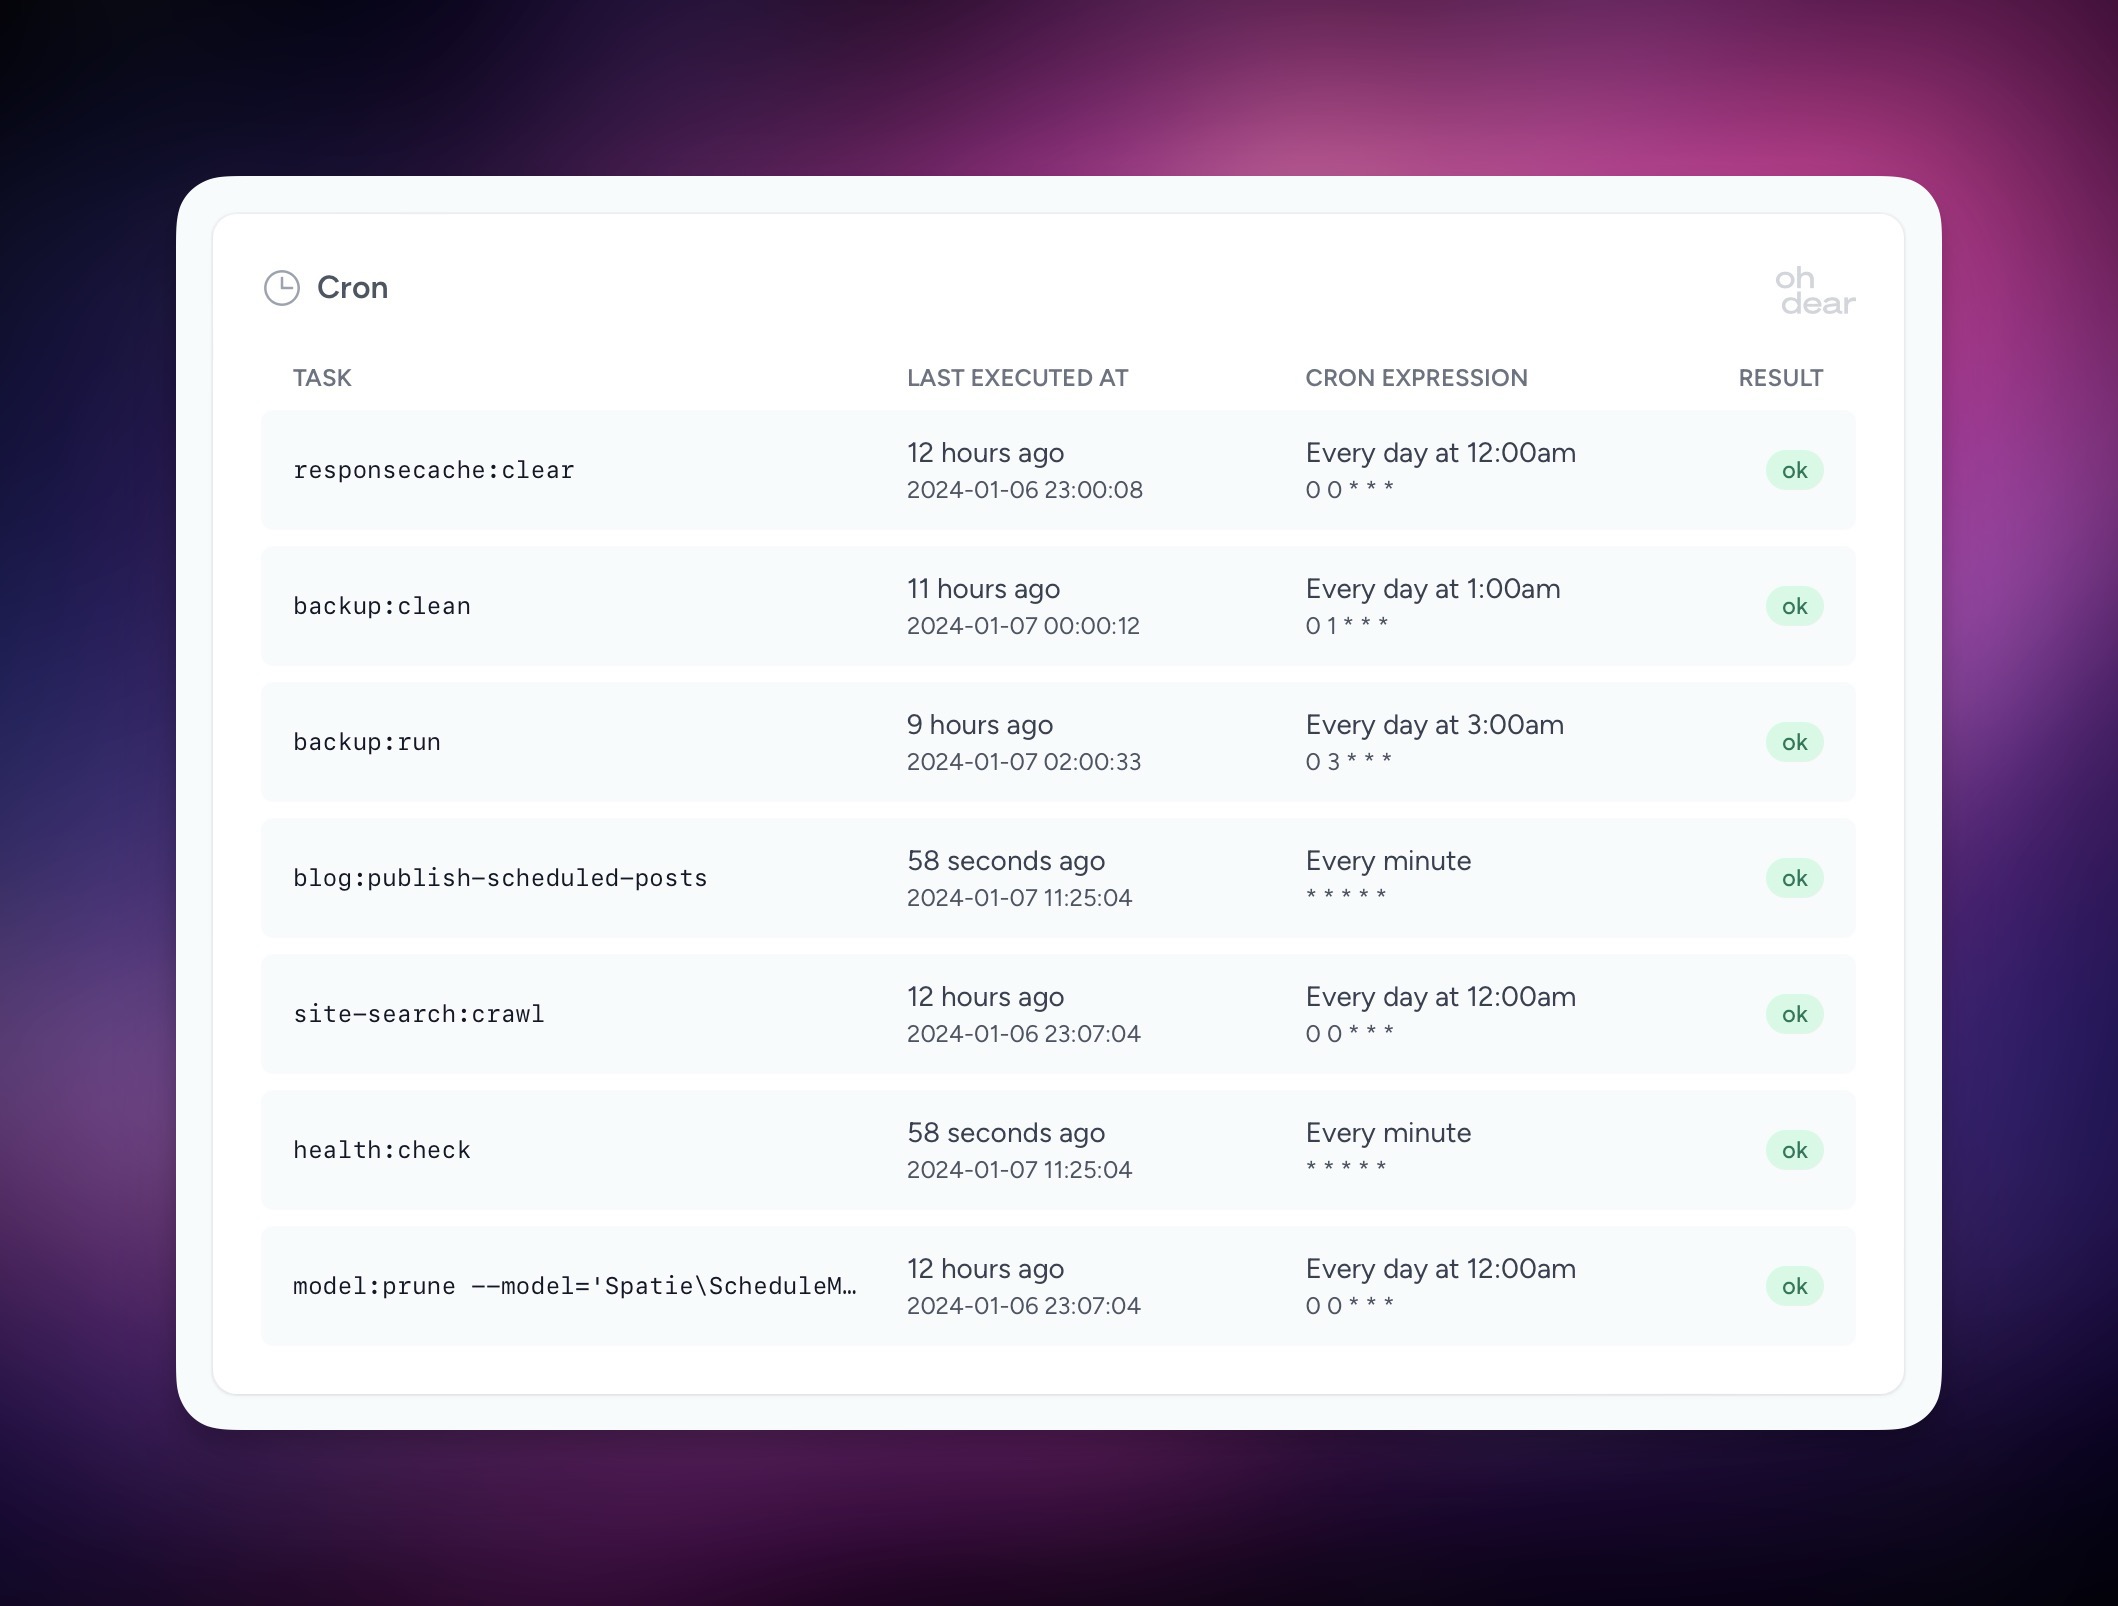 Cron
oh
dear
TASK LAST EXECUTED AT CRON EXPRESSION RESULT
responsecache:clear
12 hours ago
2024-01-06 23:00:08
Every day at 12:00am
0 0 * * *
ok
backup:clean
11 hours ago
2024-01-07 00:00:12
Every day at 1:00am
0 1 * * *
ok
backup:run
9 hours ago
2024-01-07 02:00:33
Every day at 3:00am
0 3 * * *
ok
blog:publish-scheduled-posts
58 seconds ago
2024-01-07 11:25:04
Every minute
* * * * *
ok
site-search:crawl
12 hours ago
2024-01-06 23:07:04
Every day at 12:00am
0 0 * * *
ok
health:check
58 seconds ago
2024-01-07 11:25:04
Every minute
* * * * *
ok
model:prune --model='Spatie\ScheduleM…
12 hours ago
2024-01-06 23:07:04
Every day at 12:00am
0 0 * * *
ok